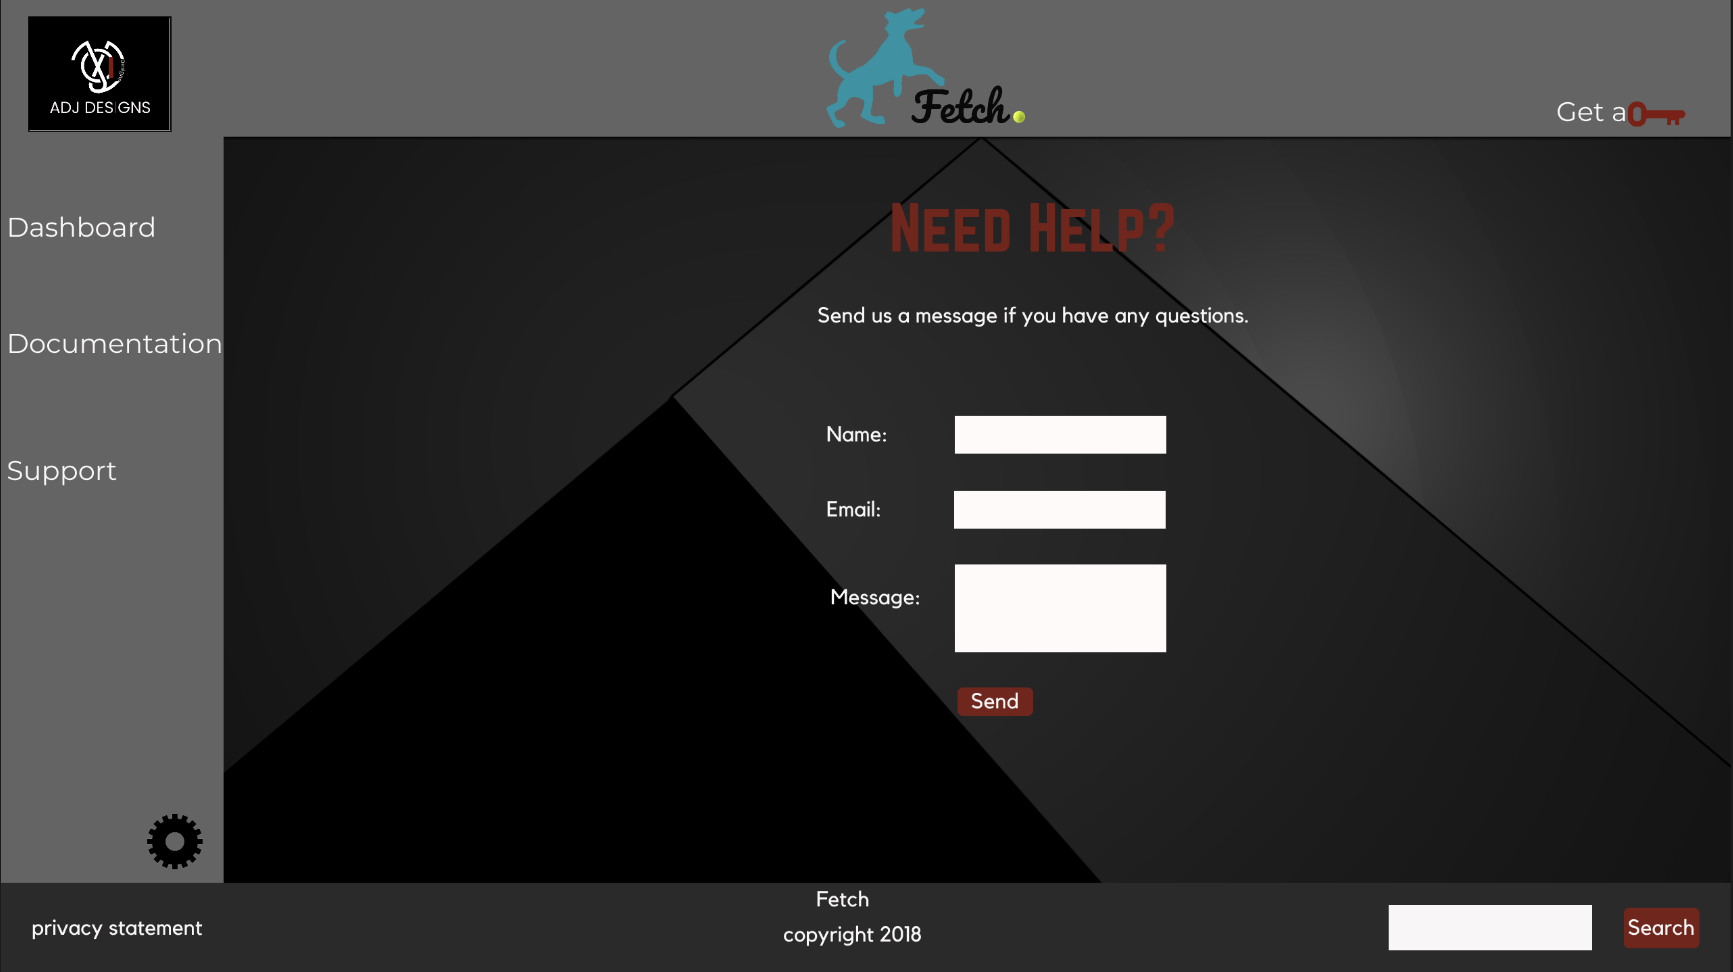 ADJ DESIGNS
Fetch
Get a
Dashboard
Documentation
Support
NEED HELP?
Send us a message if you have any questions.
Name:
Email:
Message:
Send
Fetch
privacy statement
copyright 2018
Search